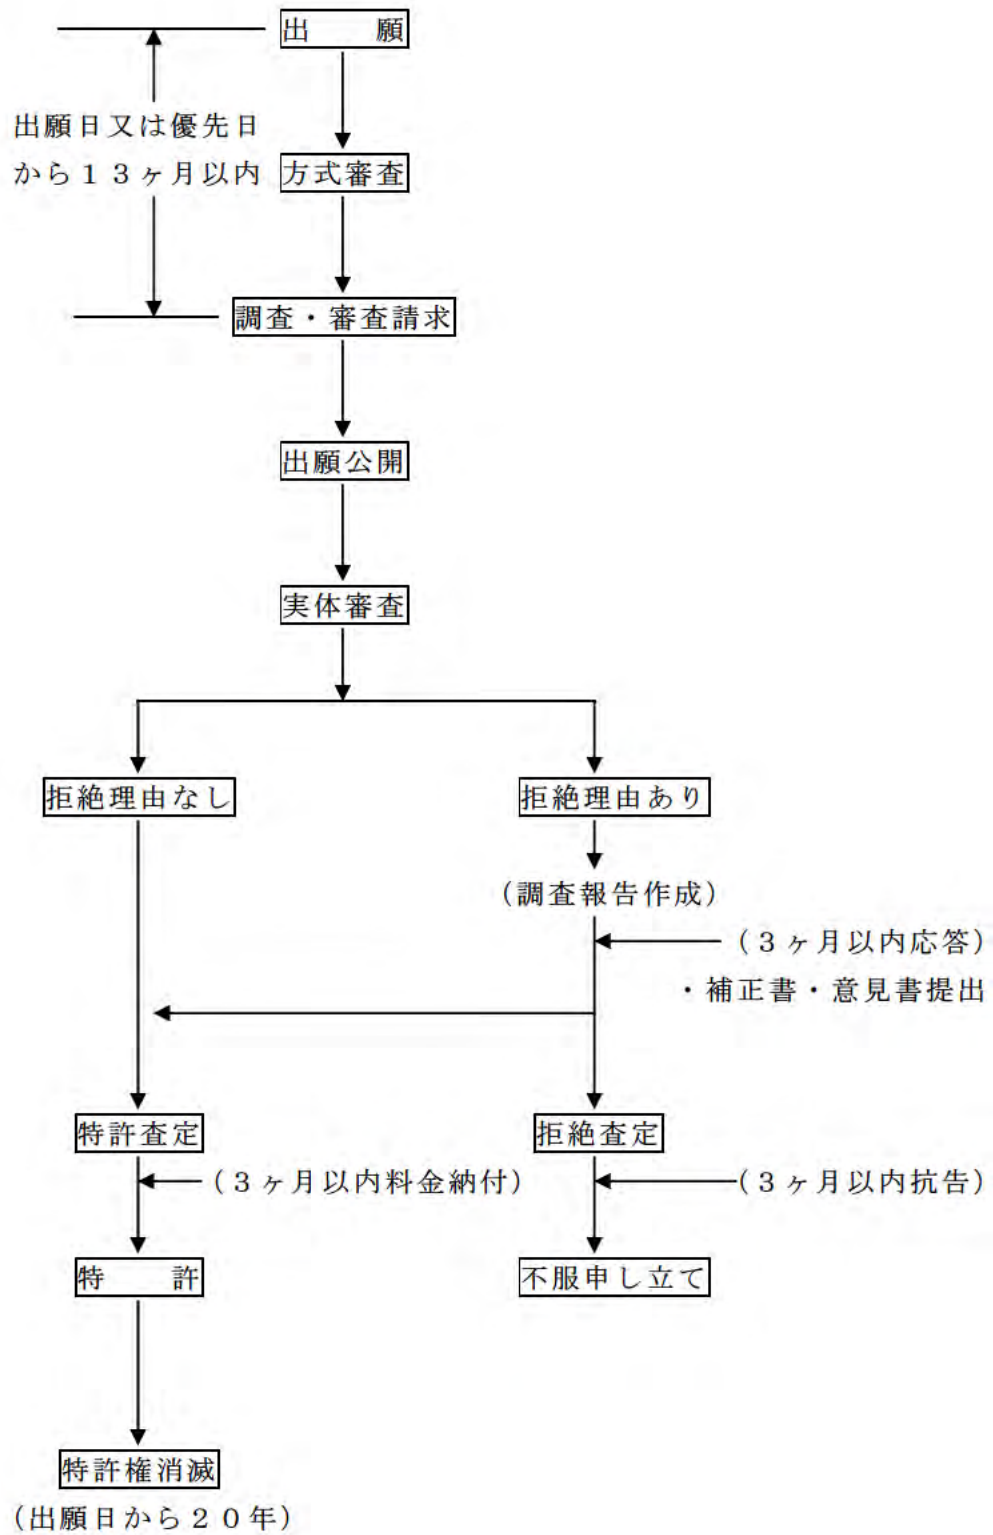 出　　願
出願日又は優先日
から１３ヶ月以内
方式審査
調査・審査請求
出願公開
実体審査
拒絶理由なし
拒絶理由あり
（調査報告作成）
（３ヶ月以内応答）
・補正書・意見書提出
特許査定
拒絶査定
（３ヶ月以内料金納付）
（３ヶ月以内抗告）
特　　許
不服申し立て
特許権消滅
（出願日から２０年）